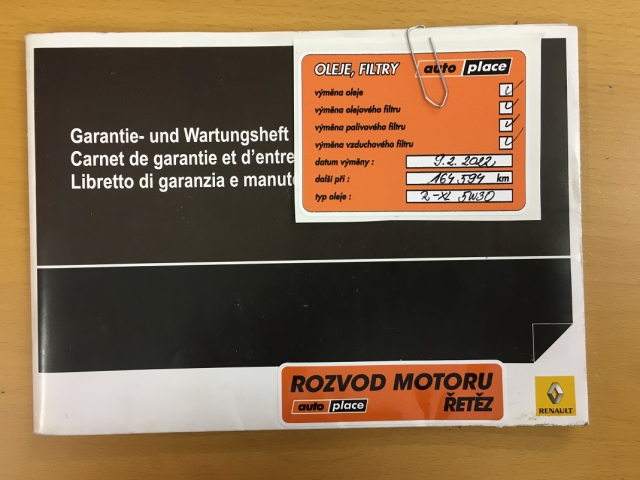 Garantie- und Wartungsheft
Carnet de garantie et d'entre
Libretto di garanzia e manut
OLEJE, FILTRY auto place
výměna oleje
výměna olejového filtru
výměna palivového filtru
výměna vzduchového filtru
datum výměny : 9.2.2022
další při : 164.594 km
typ oleje : 2-XL 5W30
ROZVOD MOTORU
auto place ŘETĚZ
RENAULT